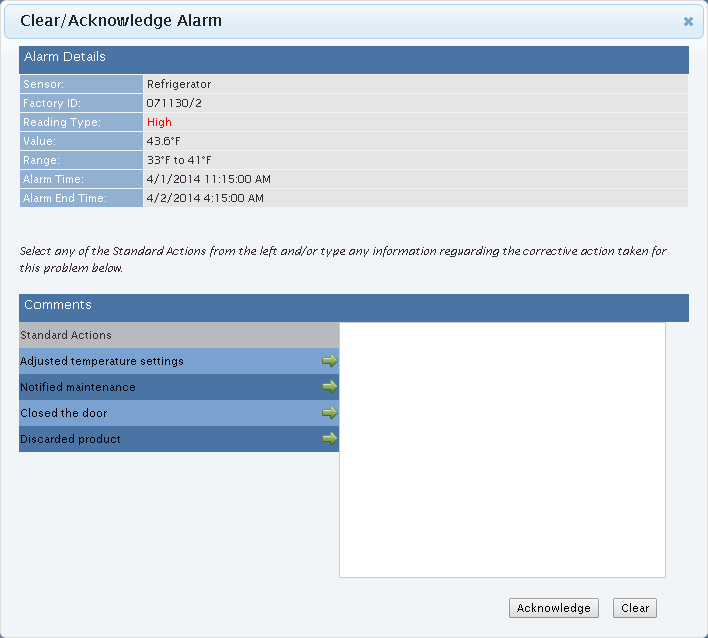 Clear/Acknowledge Alarm
Alarm Details
Sensor: Refrigerator
Factory ID: 071130/2
Reading Type: High
Value: 43.6°F
Range: 33°F to 41°F
Alarm Time: 4/1/2014 11:15:00 AM
Alarm End Time: 4/2/2014 4:15:00 AM
Select any of the Standard Actions from the left and/or type any information reguarding the corrective action taken for
this problem below.
Comments
Standard Actions
Adjusted temperature settings
Notified maintenance
Closed the door
Discarded product
Acknowledge Clear